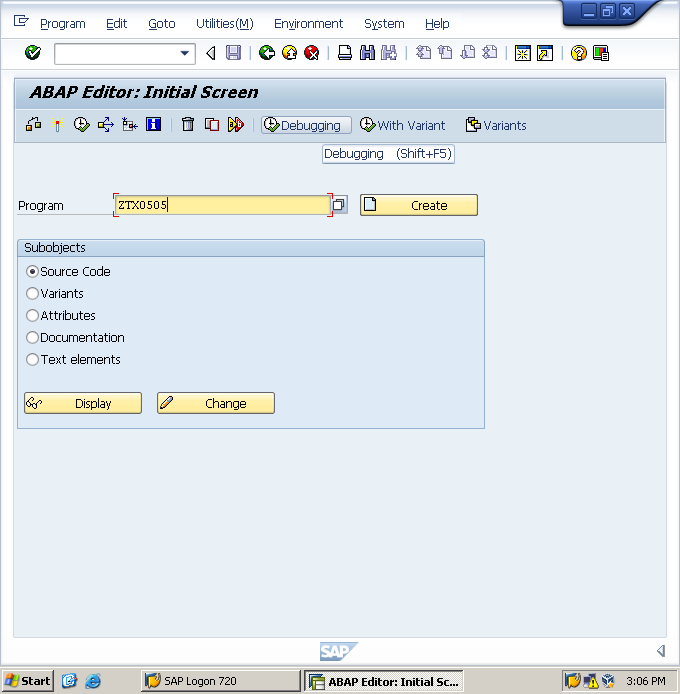 Program Edit Goto Utilities(M) Environment System Help
ABAP Editor: Initial Screen
Debugging With Variant Variants
Debugging (Shift+F5)
Program ZTX0505 Create
Subobjects
Source Code
Variants
Attributes
Documentation
Text elements
Display Change
SAP
Start SAP Logon 720 ABAP Editor: Initial Sc... 3:06 PM